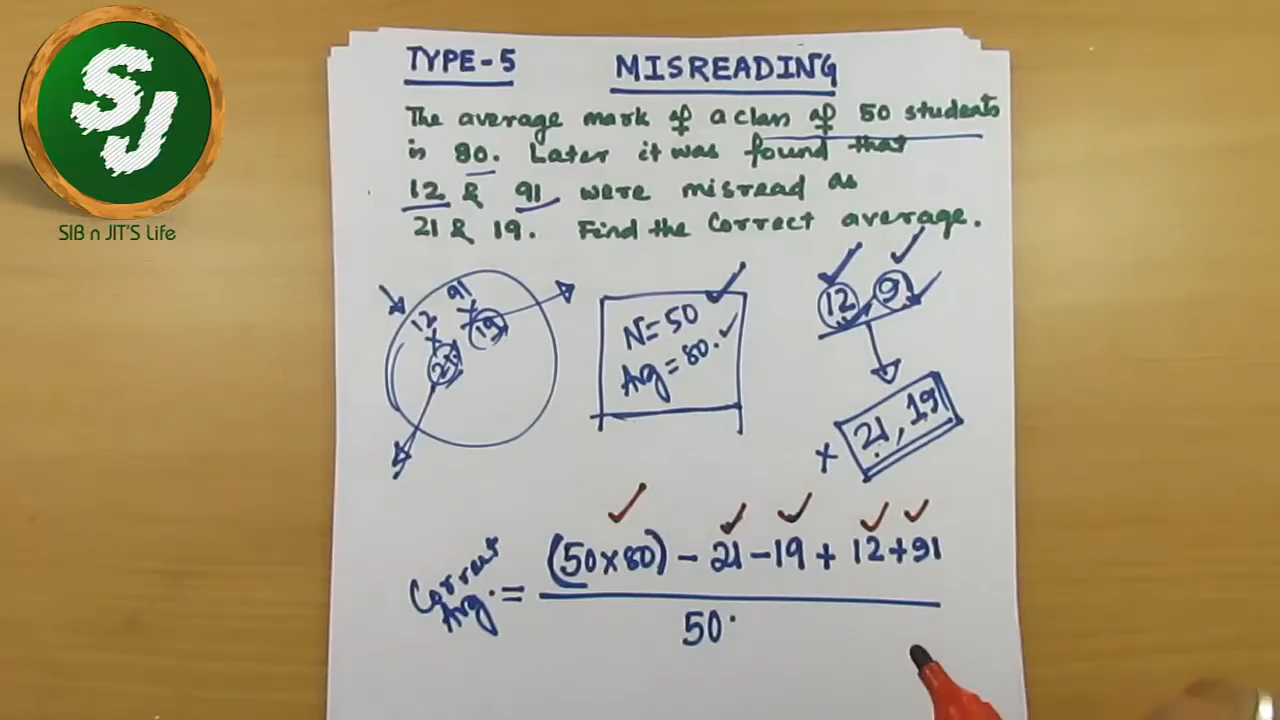 SJ
SIB n JIT'S Life
TYPE-5 MISREADING
The average mark of a class of 50 students
is 80. Later it was found that
12 & 91 were misread as
21 & 19. Find the Correct average.
12 91
21 19
N=50
Avg=80.
12 91
× 21, 19
Correct Avg. = (50×80) - 21 - 19 + 12 + 91
50